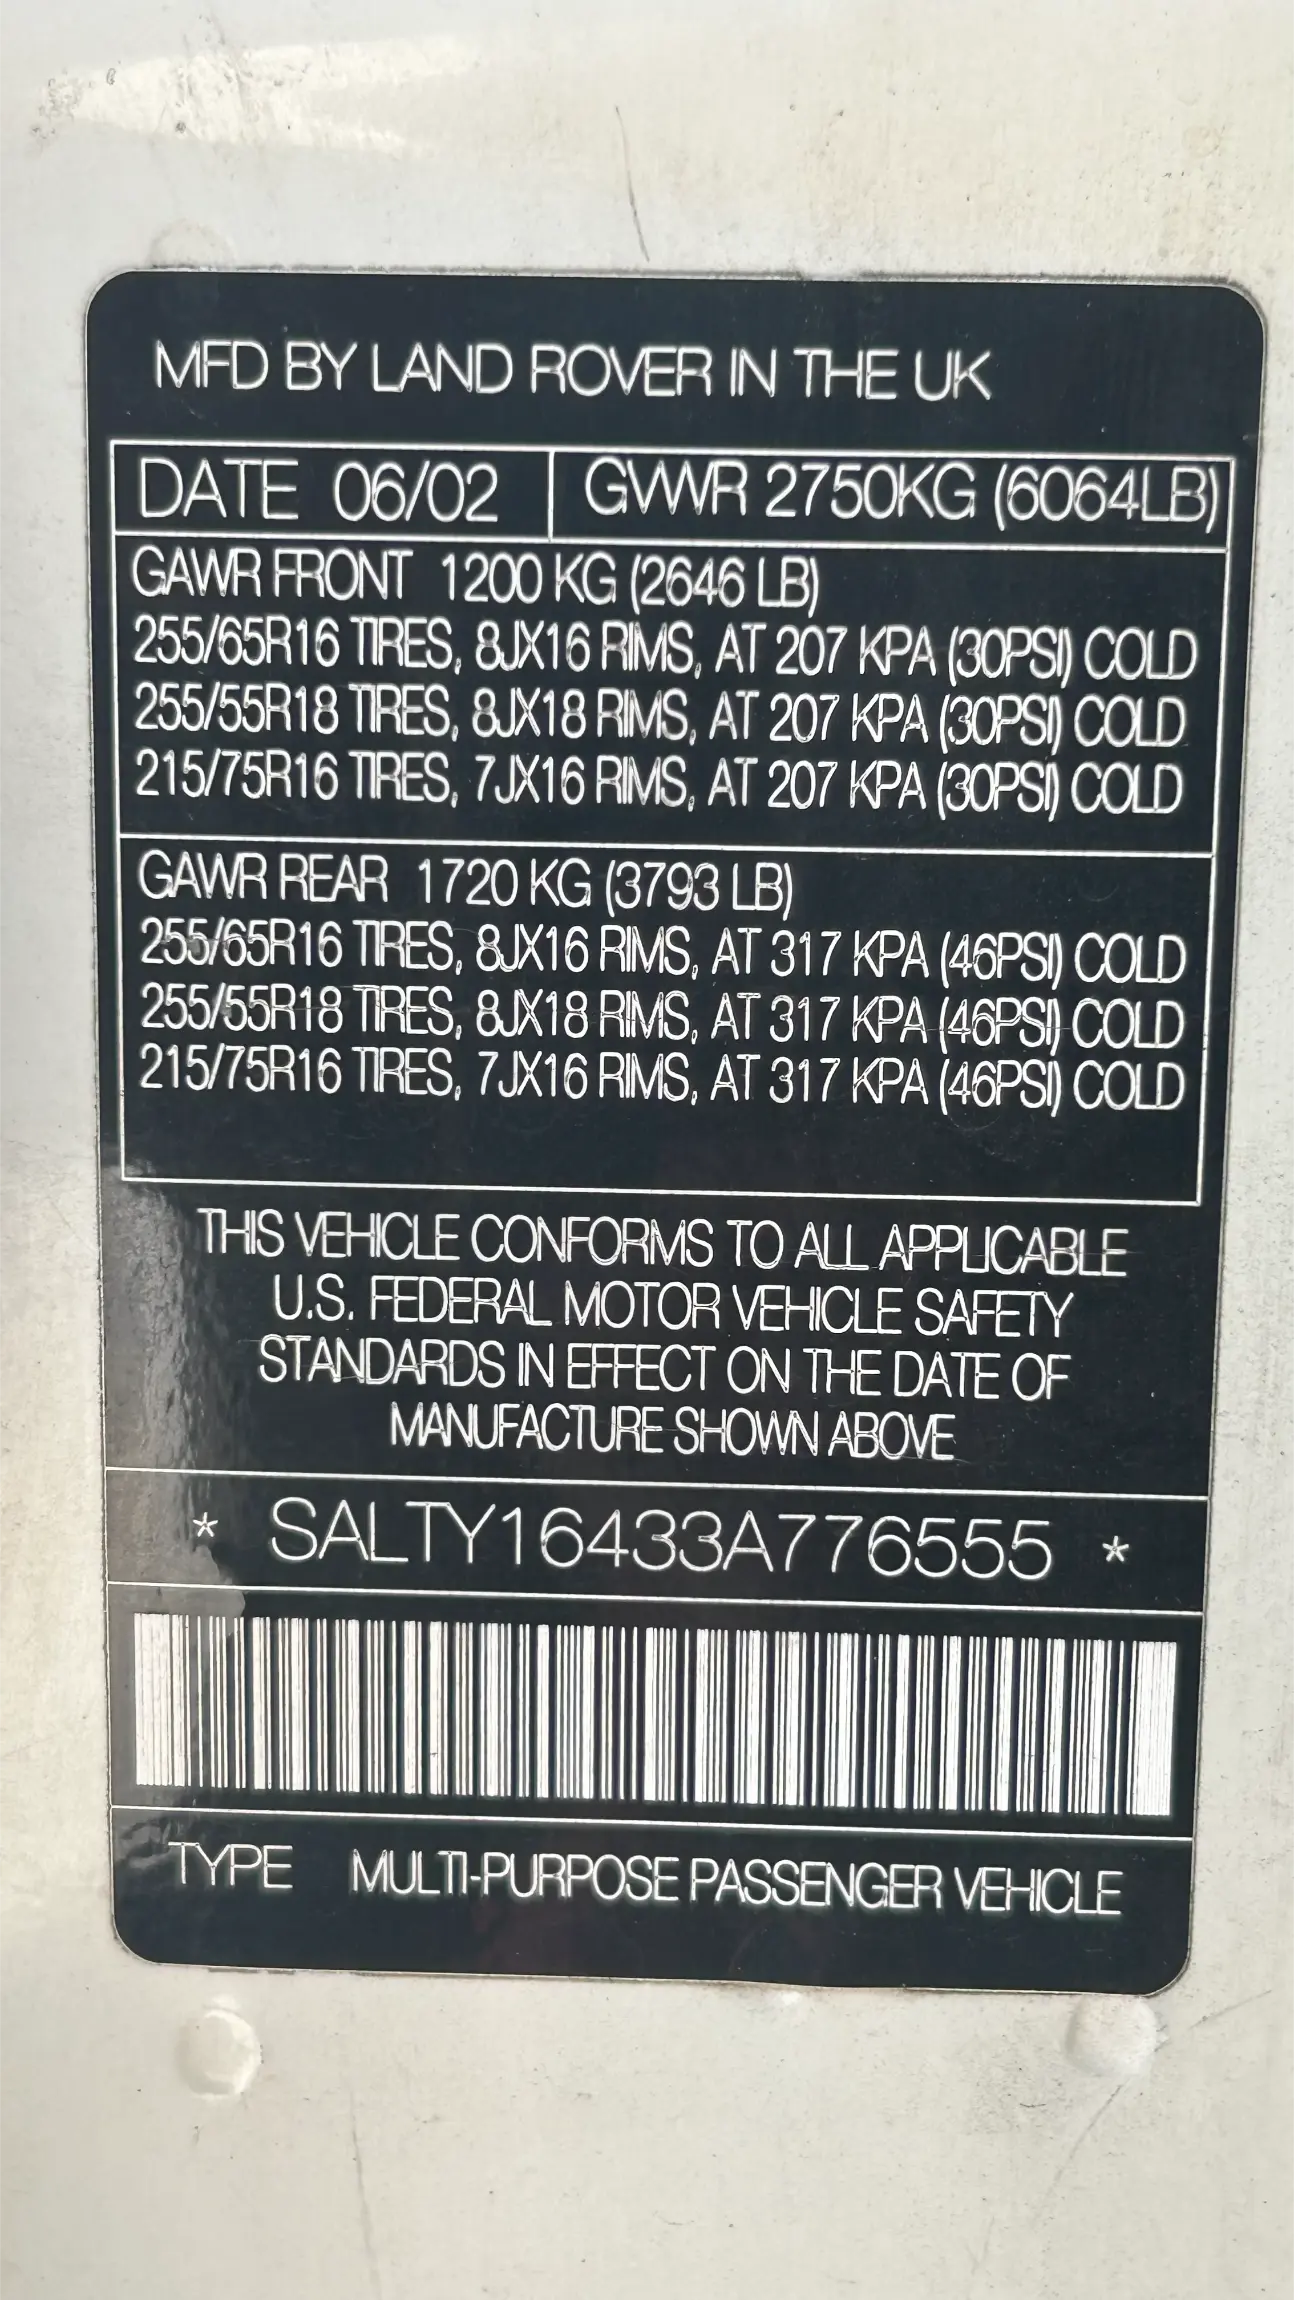 MFD BY LAND ROVER IN THE UK
DATE 06/02 GVWR 2750KG (6064LB)
GAWR FRONT 1200 KG (2646 LB)
255/65R16 TIRES, 8JX16 RIMS, AT 207 KPA (30PSI) COLD
255/55R18 TIRES, 8JX18 RIMS, AT 207 KPA (30PSI) COLD
215/75R16 TIRES, 7JX16 RIMS, AT 207 KPA (30PSI) COLD
GAWR REAR 1720 KG (3793 LB)
255/65R16 TIRES, 8JX16 RIMS, AT 317 KPA (46PSI) COLD
255/55R18 TIRES, 8JX18 RIMS, AT 317 KPA (46PSI) COLD
215/75R16 TIRES, 7JX16 RIMS, AT 317 KPA (46PSI) COLD
THIS VEHICLE CONFORMS TO ALL APPLICABLE
U.S. FEDERAL MOTOR VEHICLE SAFETY
STANDARDS IN EFFECT ON THE DATE OF
MANUFACTURE SHOWN ABOVE
* SALTY16433A776555 *
TYPE MULTI-PURPOSE PASSENGER VEHICLE